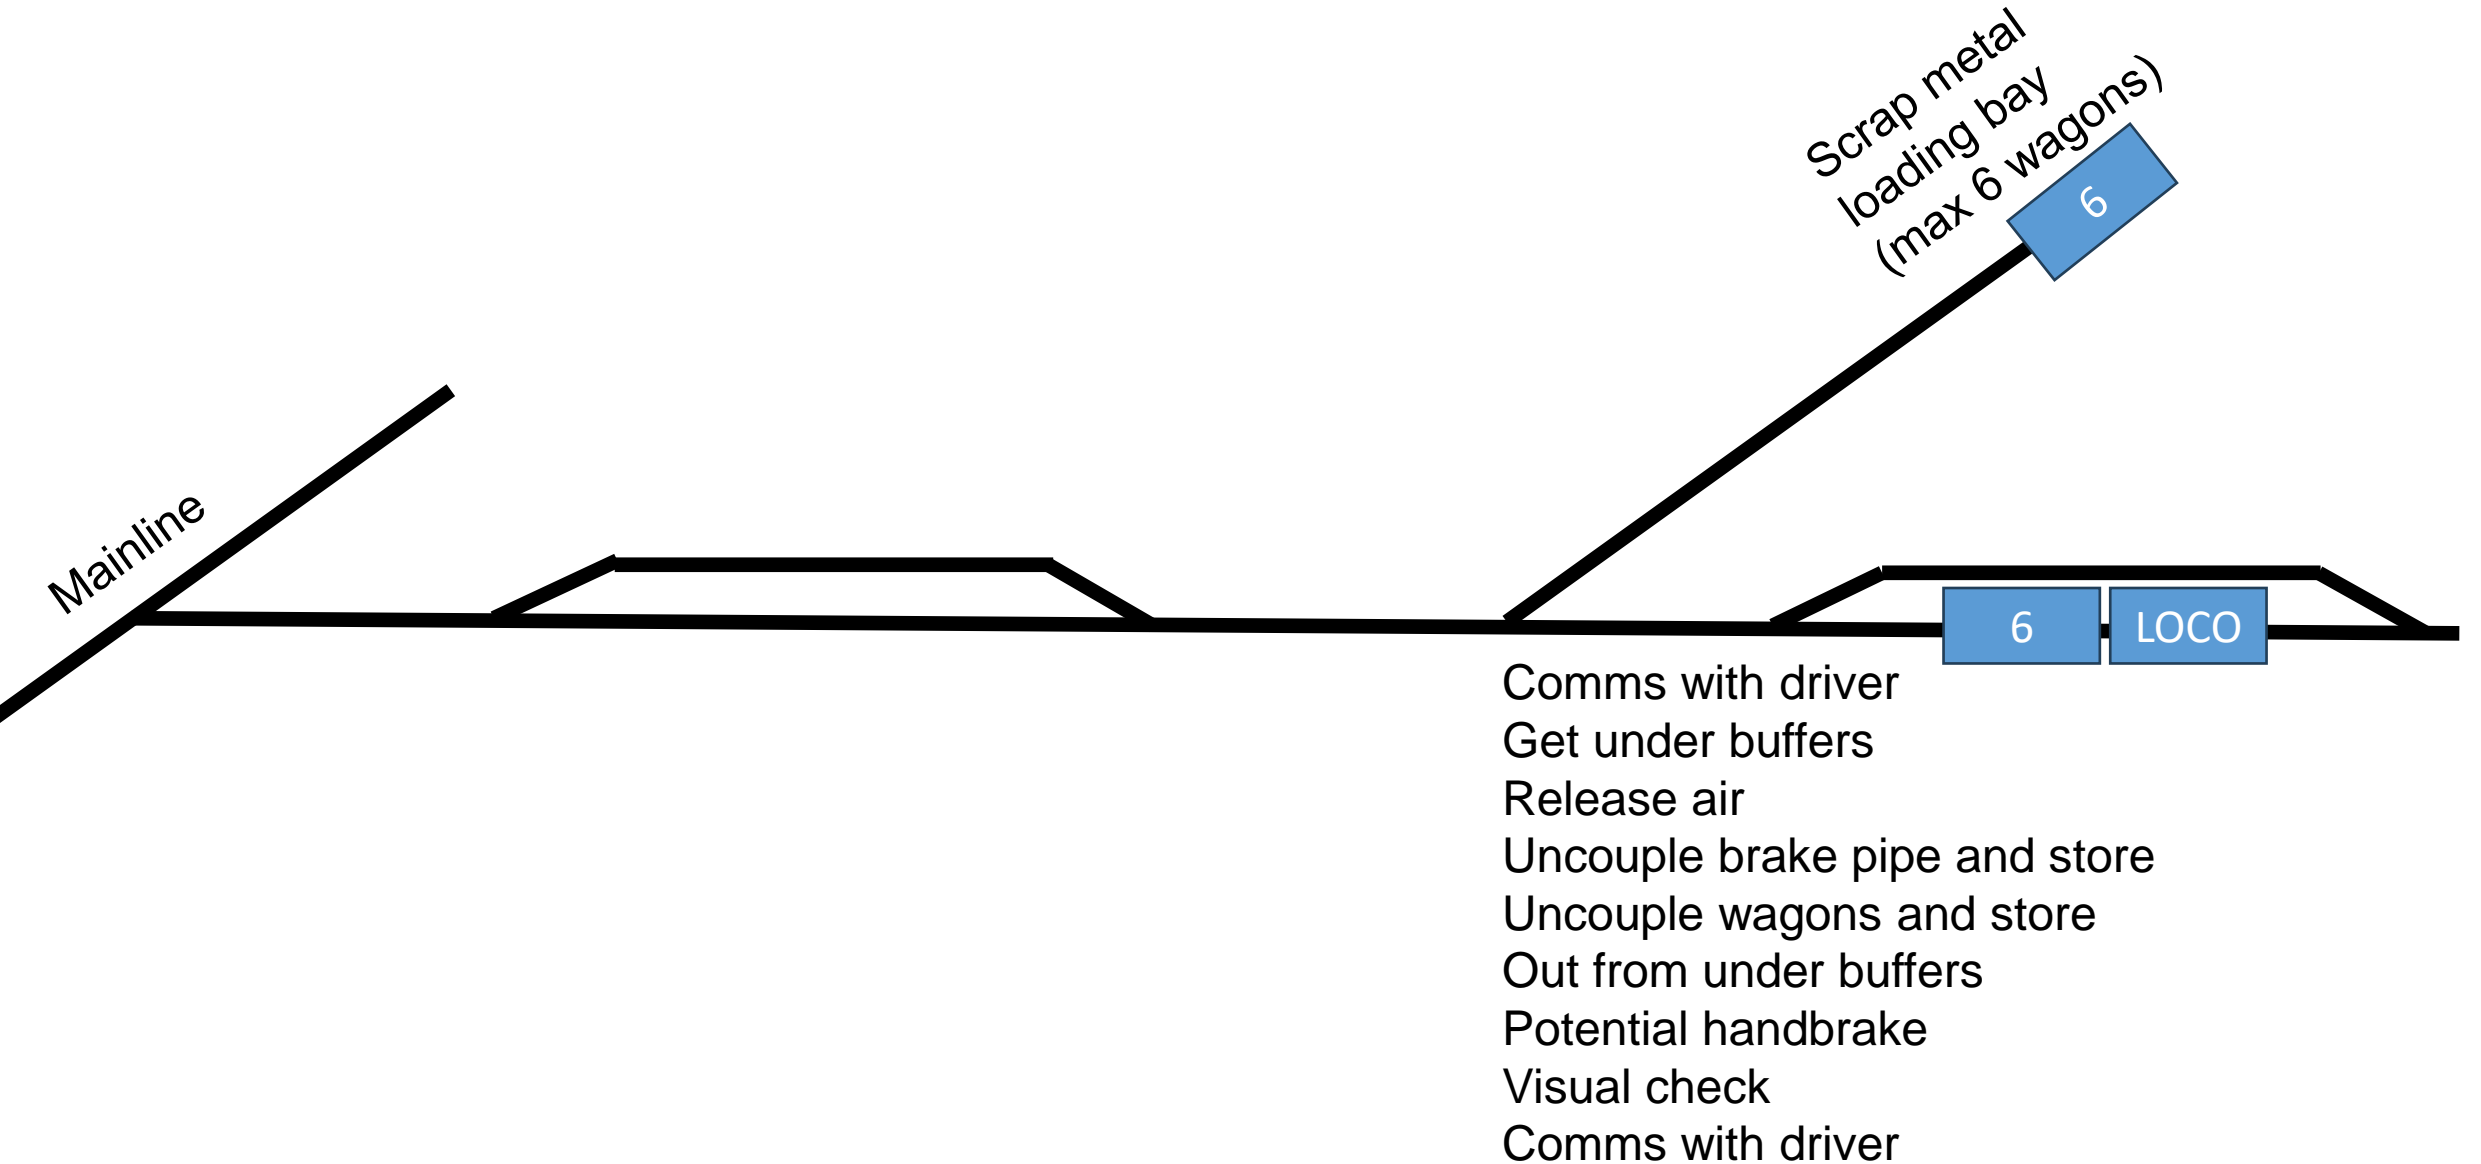 Scrap metal
loading bay
(max 6 wagons)
6
Mainline
6
LOCO
Comms with driver
Get under buffers
Release air
Uncouple brake pipe and store
Uncouple wagons and store
Out from under buffers
Potential handbrake
Visual check
Comms with driver